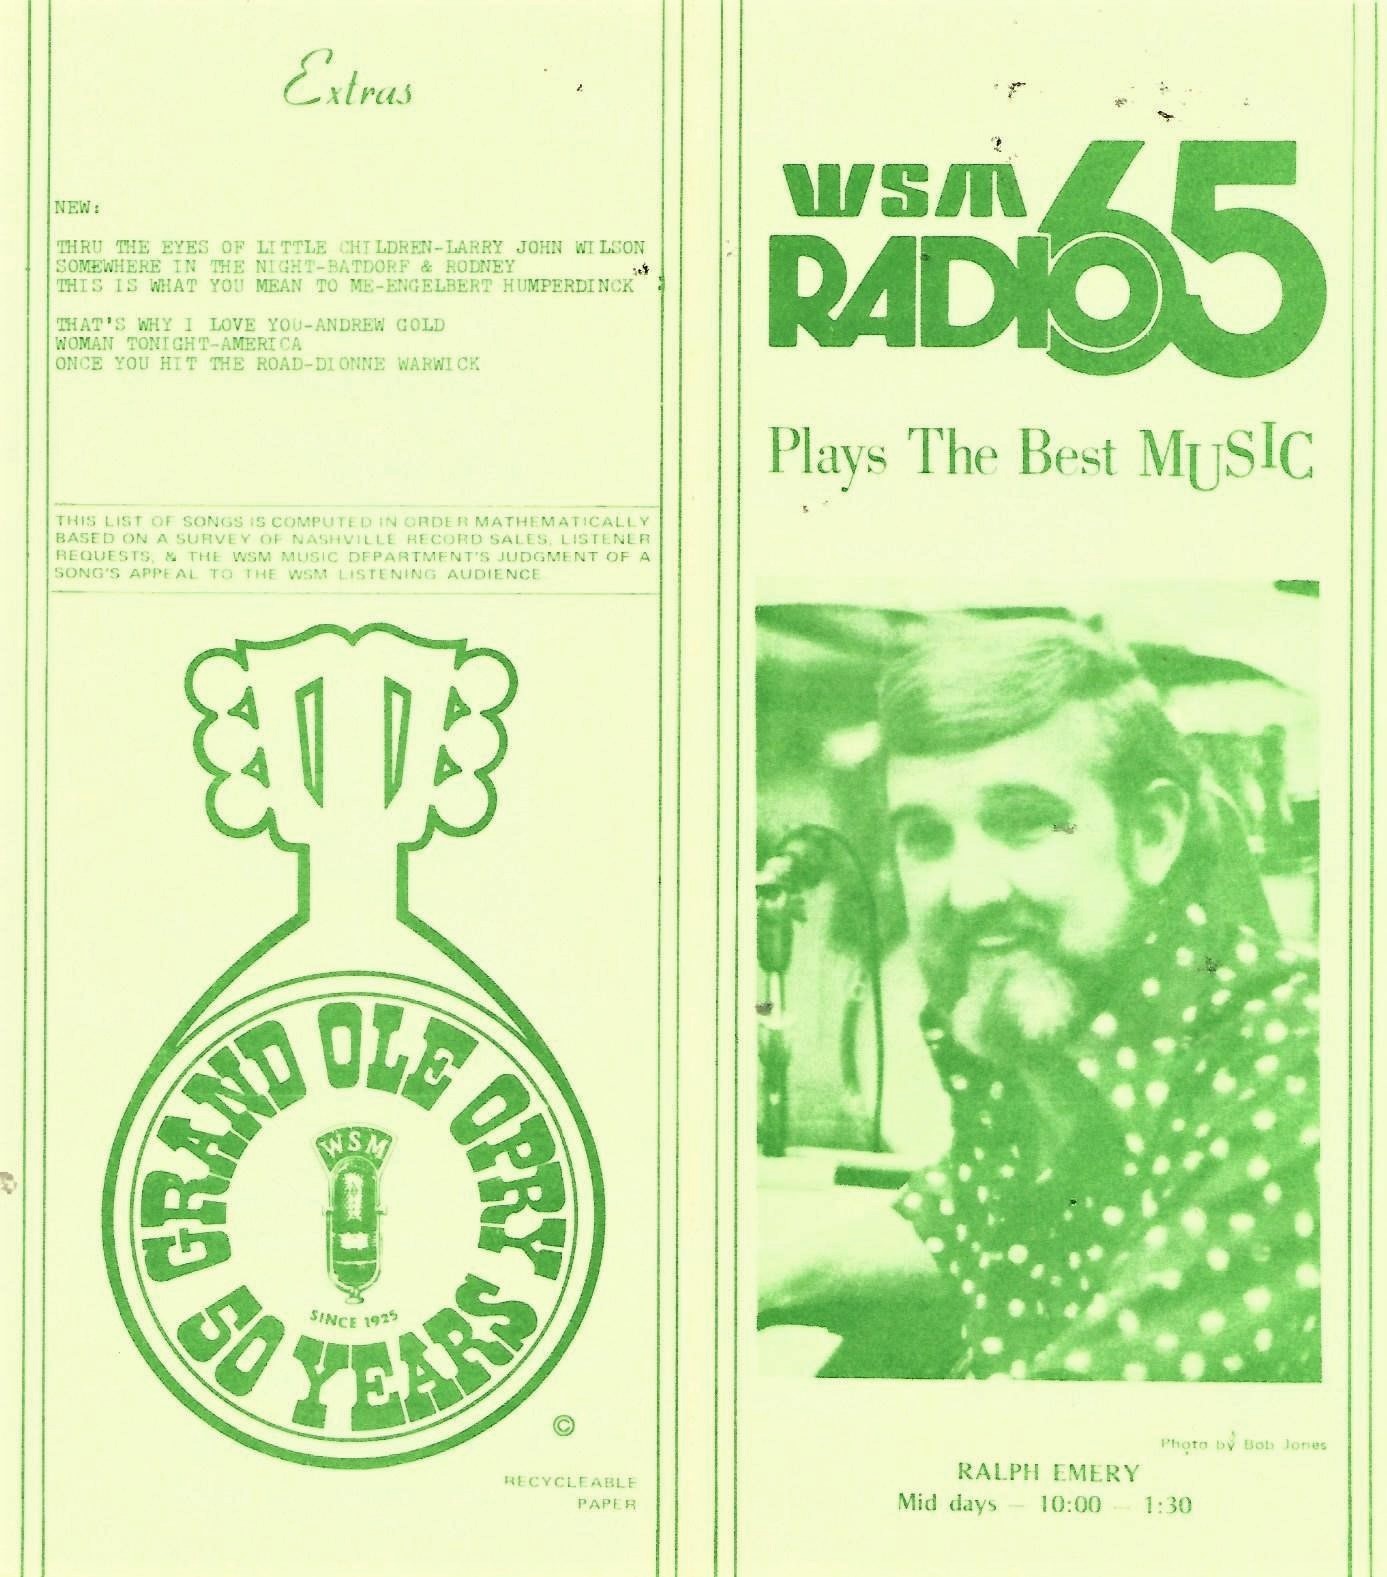 Extras
NEW:
THRU THE EYES OF LITTLE CHILDREN-LARRY JOHN WILSON
SOMEWHERE IN THE NIGHT-BATDORF & RODNEY
THIS IS WHAT YOU MEAN TO ME-ENGELBERT HUMPERDINCK
THAT'S WHY I LOVE YOU-ANDREW GOLD
WOMAN TONIGHT-AMERICA
ONCE YOU HIT THE ROAD-DIONNE WARWICK
THIS LIST OF SONGS IS COMPUTED IN ORDER MATHEMATICALLY
BASED ON A SURVEY OF NASHVILLE RECORD SALES, LISTENER
REQUESTS, & THE WSM MUSIC DEPARTMENT'S JUDGMENT OF A
SONG'S APPEAL TO THE WSM LISTENING AUDIENCE
GRAND OLE OPRY
WSM
SINCE 1925
50 YEARS
©
RECYCLEABLE
PAPER
WSM
RADIO 65
Plays The Best MUSIC
Photo by Bob Jones
RALPH EMERY
Mid days — 10:00 — 1:30